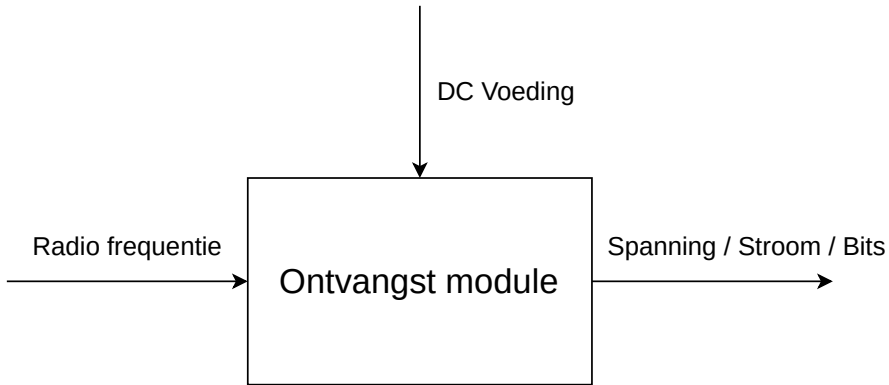 DC Voeding
Radio frequentie
Spanning / Stroom / Bits
Ontvangst module